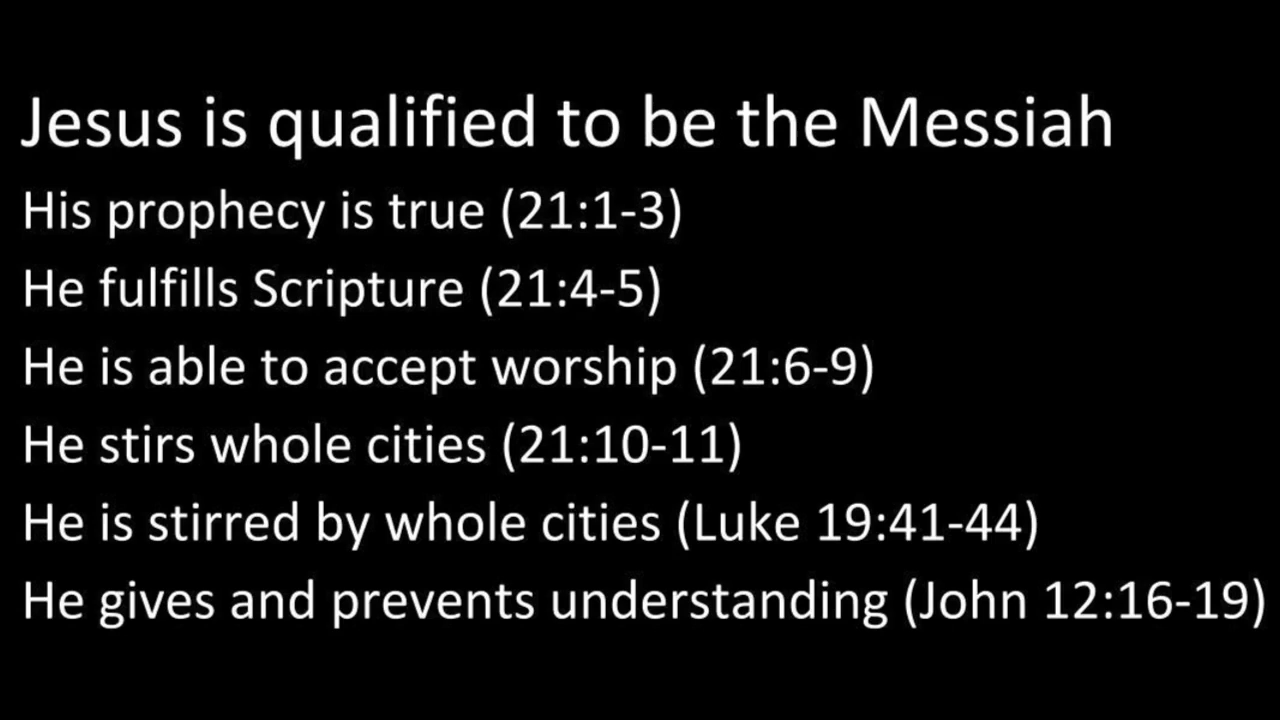 Jesus is qualified to be the Messiah
His prophecy is true (21:1-3)
He fulfills Scripture (21:4-5)
He is able to accept worship (21:6-9)
He stirs whole cities (21:10-11)
He is stirred by whole cities (Luke 19:41-44)
He gives and prevents understanding (John 12:16-19)